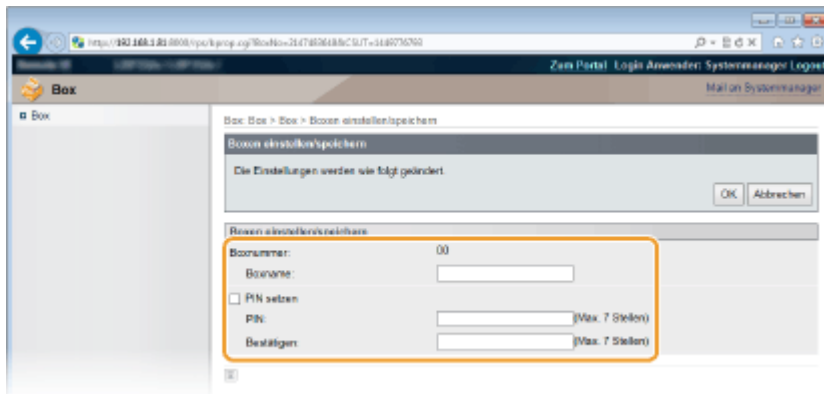 Zum Portal Login Anwender: Systemmanager Logout
Box
Mail an Systemmanager
Box
Box: Box > Box > Boxen einstellen/speichern
Boxen einstellen/speichern
Die Einstellungen werden wie folgt geändert.
OK Abbrechen
Boxen einstellen/speichern
Boxnummer: 00
Boxname:
PIN setzen
PIN: (Max. 7 Stellen)
Bestätigen: (Max. 7 Stellen)